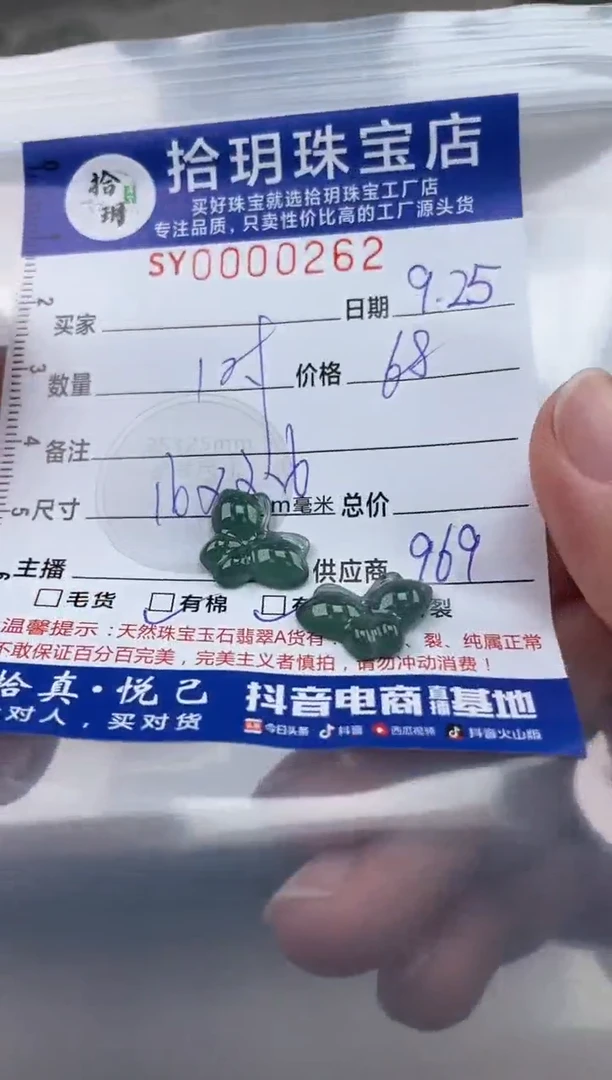 拾玥
拾玥珠宝店
买好珠宝就选拾玥珠宝工厂店
专注品质，只卖性价比高的工厂源头货
SY0000262
买家 日期 9.25
数量 1对 价格 68
备注
尺寸 m毫米 总价
主播 供应商 969
毛货 有棉 裂
温馨提示：天然珠宝玉石翡翠A货有 、裂、纯属正常
不敢保证百分百完美，完美主义者慎拍，请勿冲动消费！
拾真·悦己 抖音电商直播基地
对人，买对货 今日头条 抖音 西瓜视频 抖音火山版